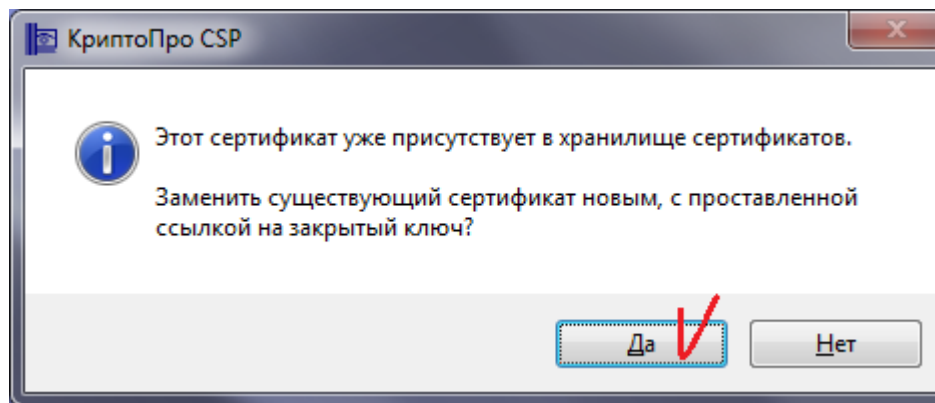 КриптоПро CSP
Этот сертификат уже присутствует в хранилище сертификатов.
Заменить существующий сертификат новым, с проставленной
ссылкой на закрытый ключ?
Да
Нет